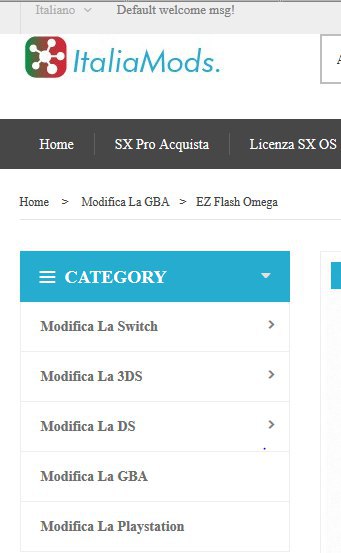 Italiano Default welcome msg!
ItaliaMods.
Home SX Pro Acquista Licenza SX OS
Home > Modifica La GBA > EZ Flash Omega
CATEGORY
Modifica La Switch
Modifica La 3DS
Modifica La DS
Modifica La GBA
Modifica La Playstation